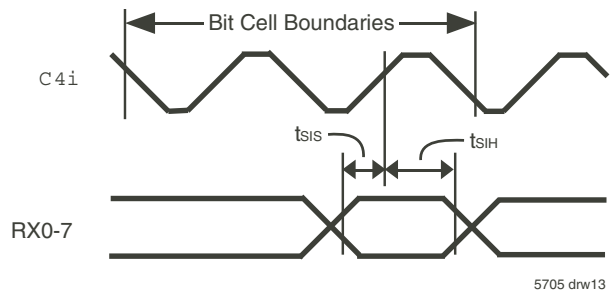 Bit Cell Boundaries
C4i
tSIS
tSIH
RX0-7
5705 drw13